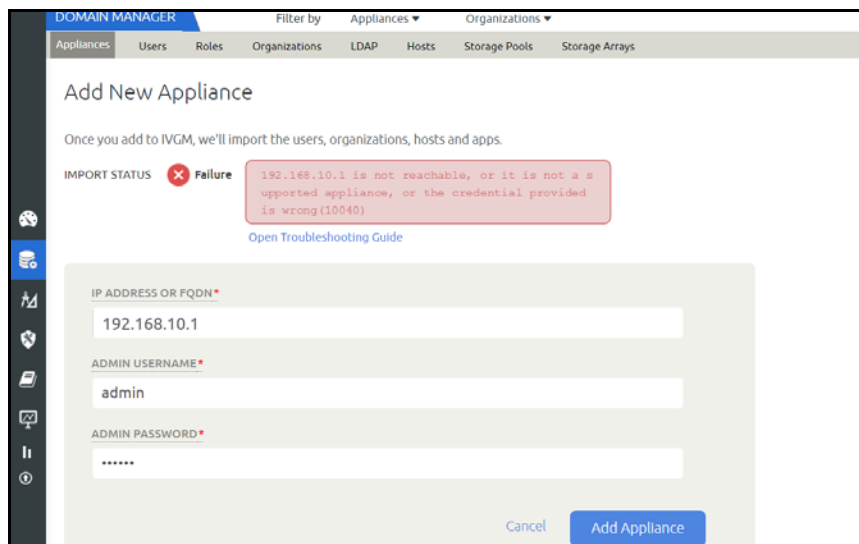 DOMAIN MANAGER Filter by Appliances ▼ Organizations ▼
Appliances Users Roles Organizations LDAP Hosts Storage Pools Storage Arrays
Add New Appliance
Once you add to IVGM, we'll import the users, organizations, hosts and apps.
IMPORT STATUS Failure
192.168.10.1 is not reachable, or it is not a s
upported appliance, or the credential provided
is wrong(10040)
Open Troubleshooting Guide
IP ADDRESS OR FQDN*
192.168.10.1
ADMIN USERNAME*
admin
ADMIN PASSWORD*
••••••
Cancel Add Appliance